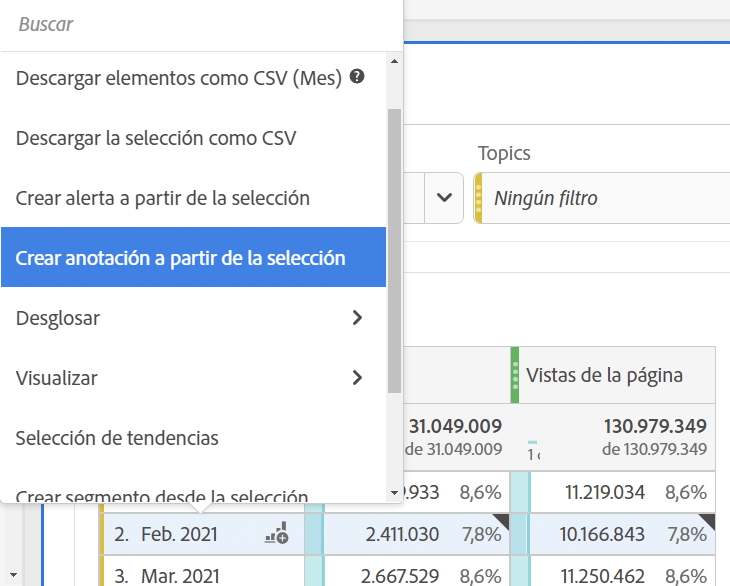 Buscar
Descargar elementos como CSV (Mes) ?
Descargar la selección como CSV
Crear alerta a partir de la selección
Crear anotación a partir de la selección
Desglosar
Visualizar
Selección de tendencias
Crear segmento desde la selección
Topics
Ningún filtro
Vistas de la página
31.049.009 130.979.349
de 31.049.009 1 de 130.979.349
.933 8,6% 11.219.034 8,6%
2. Feb. 2021 2.411.030 7,8% 10.166.843 7,8%
3. Mar. 2021 2.667.529 8,6% 11.250.462 8,6%